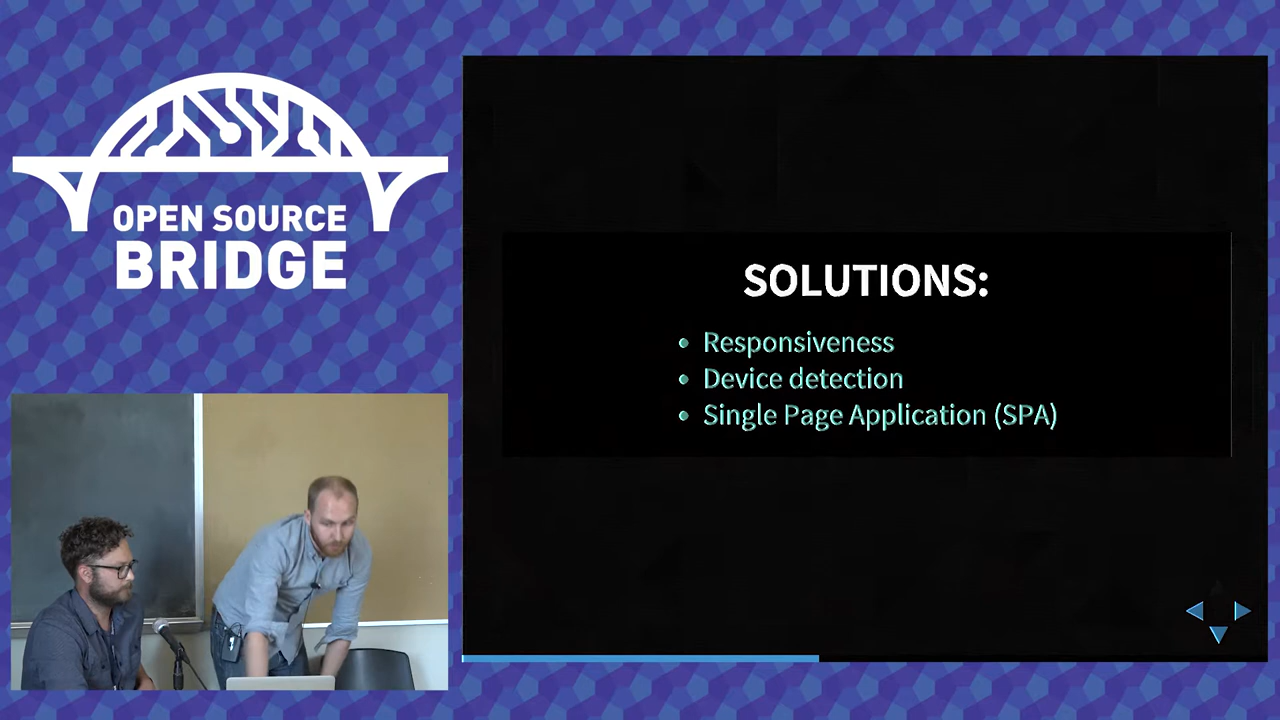 OPEN SOURCE
BRIDGE
SOLUTIONS:
Responsiveness
Device detection
Single Page Application (SPA)